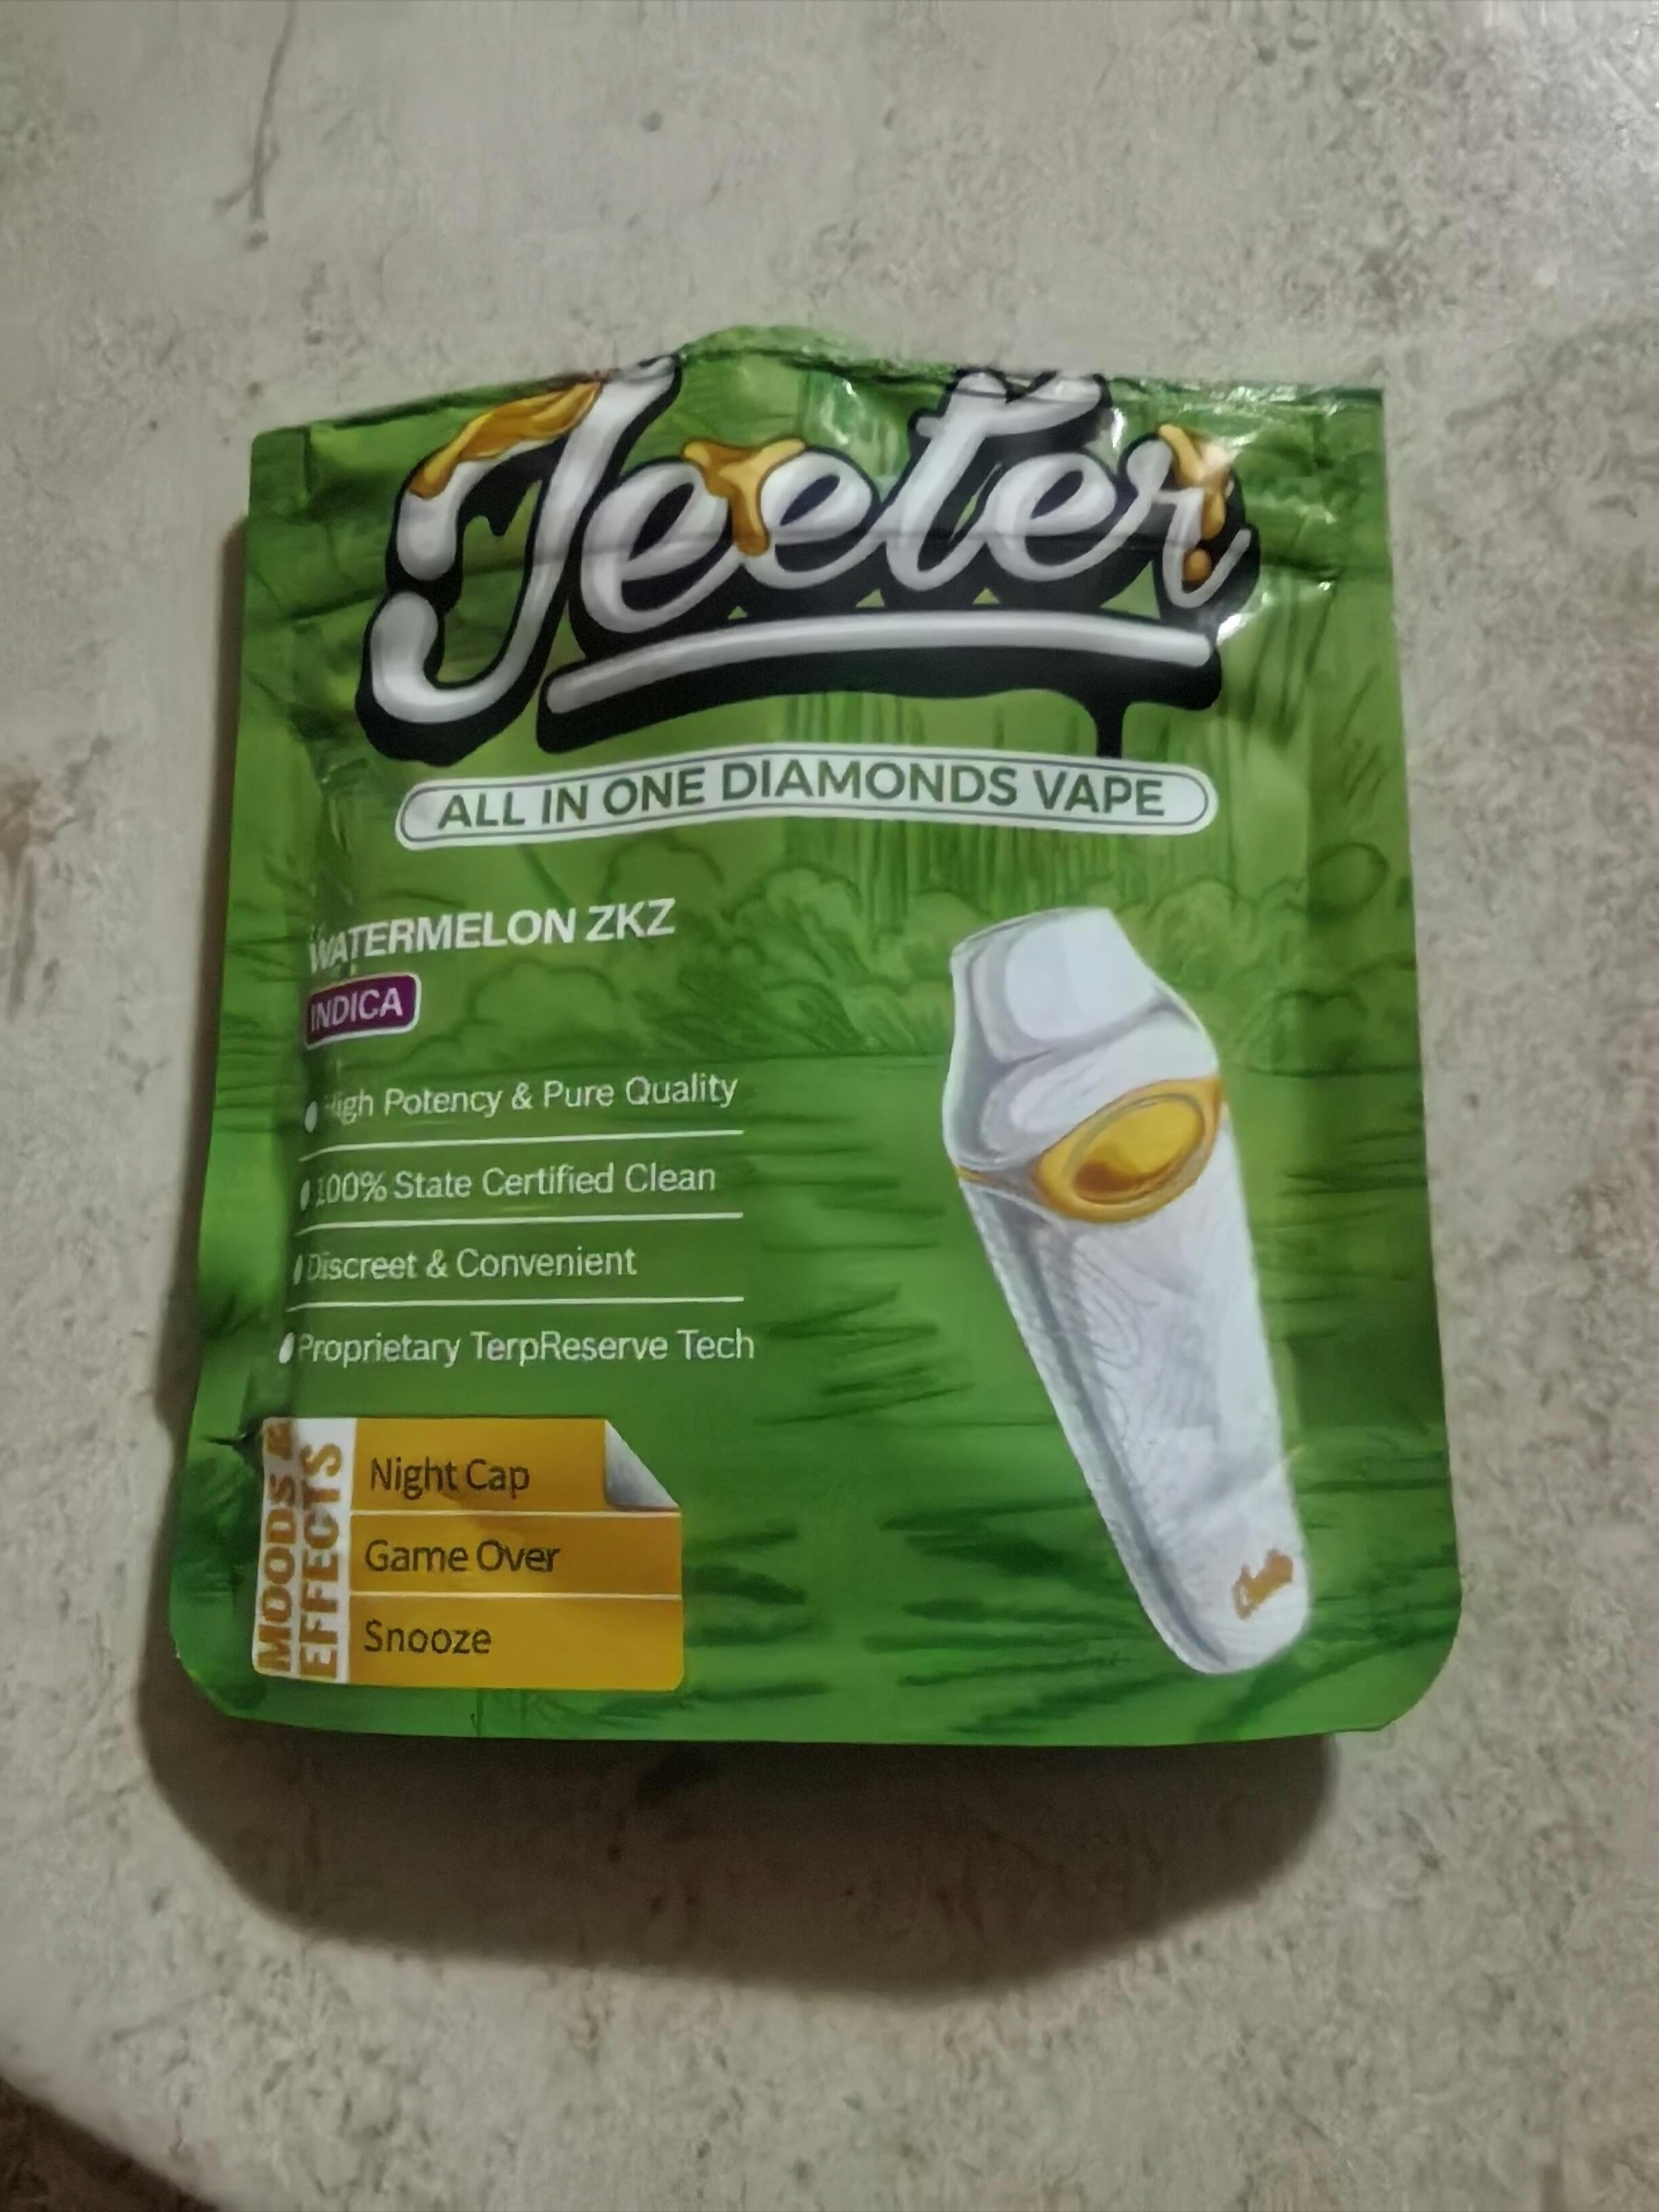 Jeeter
ALL IN ONE DIAMONDS VAPE
WATERMELON ZKZ
INDICA
High Potency & Pure Quality
100% State Certified Clean
Discreet & Convenient
Proprietary TerpReserve Tech
MOODS &
EFFECTS
Night Cap
Game Over
Snooze